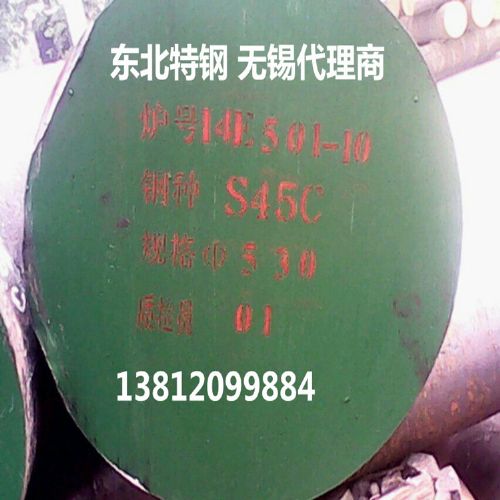 东北特钢 无锡代理商
炉号14E501-10
钢种 S45C
规格Φ530
质检员 01
13812099884